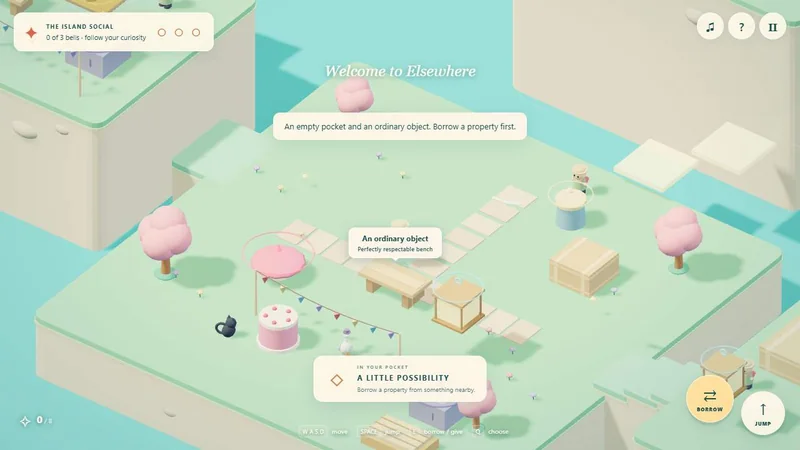 THE ISLAND SOCIAL
0 of 3 bells · follow your curiosity
?
Welcome to Elsewhere
An empty pocket and an ordinary object. Borrow a property first.
An ordinary object
Perfectly respectable bench
IN YOUR POCKET
A LITTLE POSSIBILITY
Borrow a property from something nearby.
BORROW
JUMP
0
W A S D move SPACE borrow / give choose